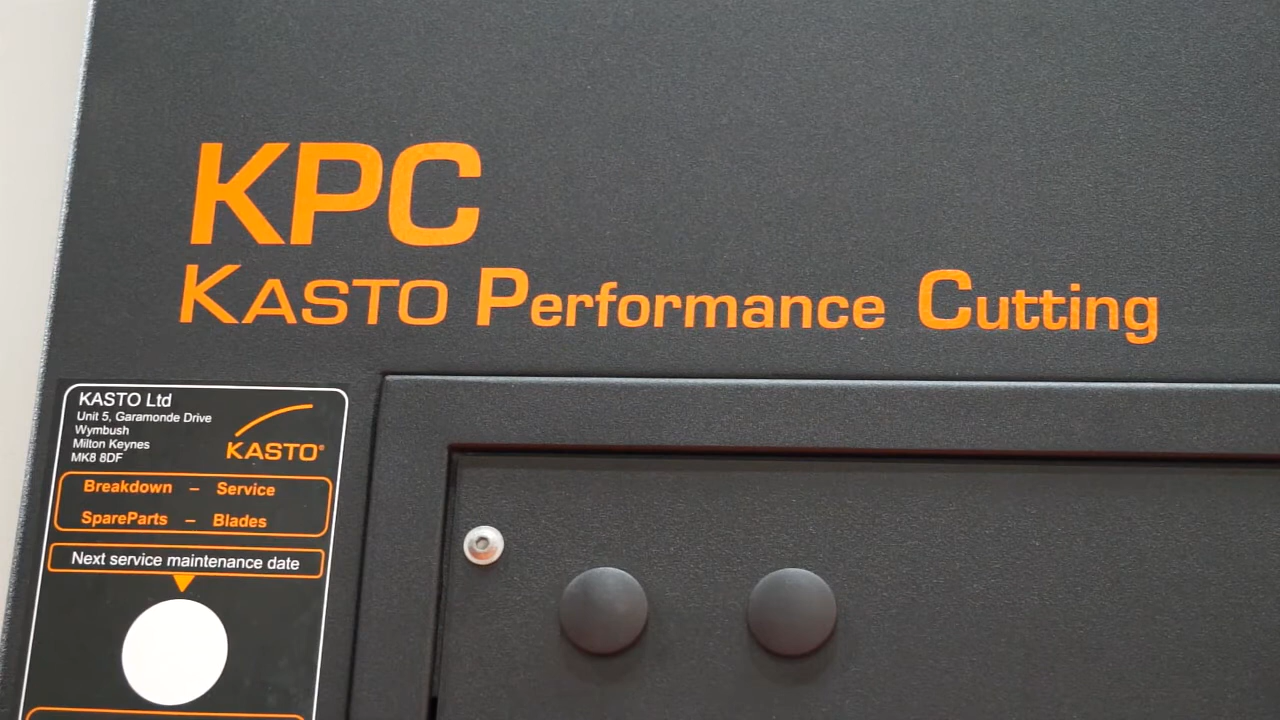 KPC
KASTO Performance Cutting
KASTO Ltd
Unit 5, Garamonde Drive
Wymbush
Milton Keynes
MK8 8DF
KASTO®
Breakdown – Service
SpareParts – Blades
Next service maintenance date